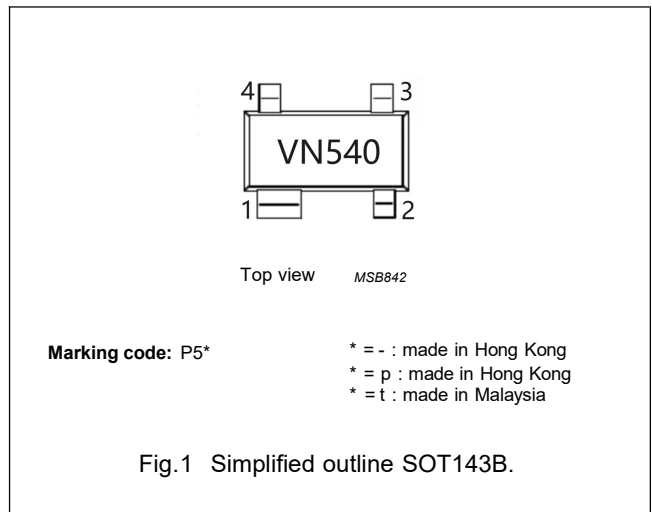 4 3
VN540
1 2
Top view MSB842
Marking code: P5*
* = - : made in Hong Kong
* = p : made in Hong Kong
* = t : made in Malaysia
Fig.1 Simplified outline SOT143B.